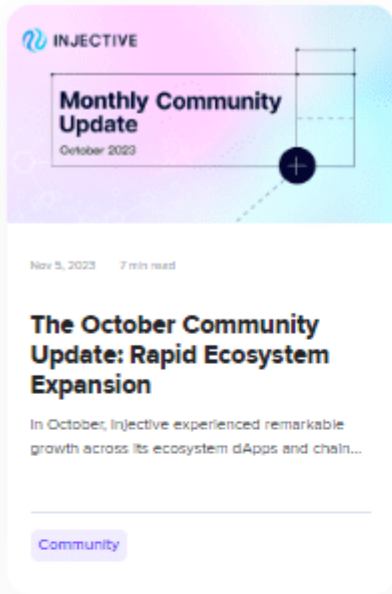 INJECTIVE
Monthly Community
Update
October 2023
Nov 5, 2023 7 min read
The October Community
Update: Rapid Ecosystem
Expansion
In October, Injective experienced remarkable
growth across its ecosystem dApps and chain...
Community